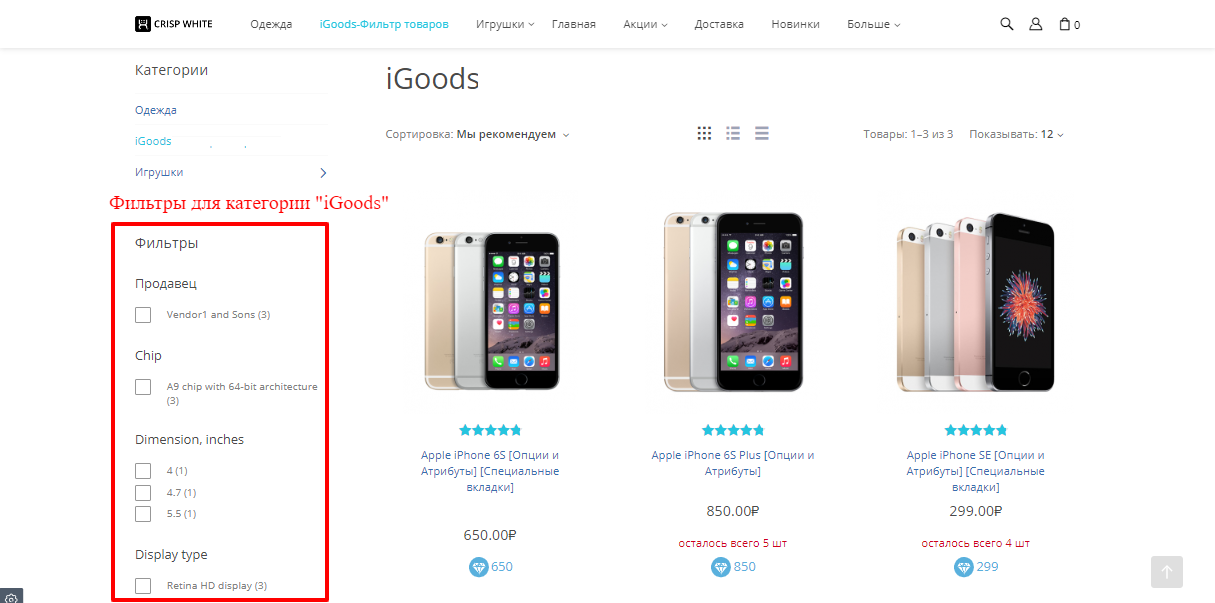 CRISP WHITE
Одежда
iGoods-Фильтр товаров
Игрушки
Главная
Акции
Доставка
Новинки
Больше
0
Категории
Одежда
iGoods
Игрушки
Фильтры для категории "iGoods"
Фильтры
Продавец
Vendor1 and Sons (3)
Chip
A9 chip with 64-bit architecture
(3)
Dimension, inches
4 (1)
4.7 (1)
5.5 (1)
Display type
Retina HD display (3)
iGoods
Сортировка: Мы рекомендуем
Товары: 1–3 из 3
Показывать: 12
Apple iPhone 6S [Опции и
Атрибуты] [Специальные
вкладки]
650.00₽
650
Apple iPhone 6S Plus [Опции и
Атрибуты]
850.00₽
осталось всего 5 шт
850
Apple iPhone SE [Опции и
Атрибуты] [Специальные
вкладки]
299.00₽
осталось всего 4 шт
299